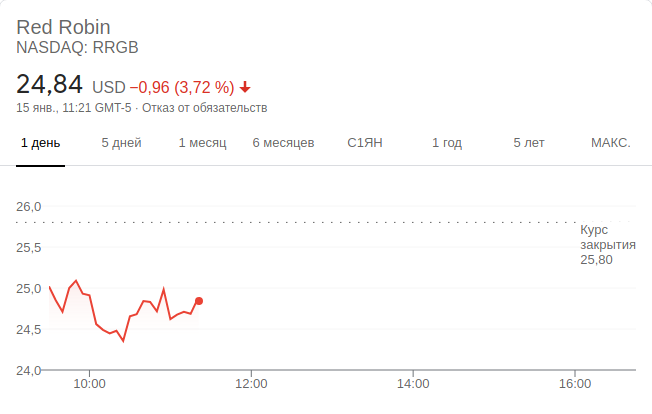 Red Robin
NASDAQ: RRGB
24,84 USD −0,96 (3,72 %)
15 янв., 11:21 GMT-5 · Отказ от обязательств
1 день 5 дней 1 месяц 6 месяцев С1ЯН 1 год 5 лет МАКС.
26,0
Курс
закрытия
25,80
25,5
25,0
24,5
24,0
10:00 12:00 14:00 16:00